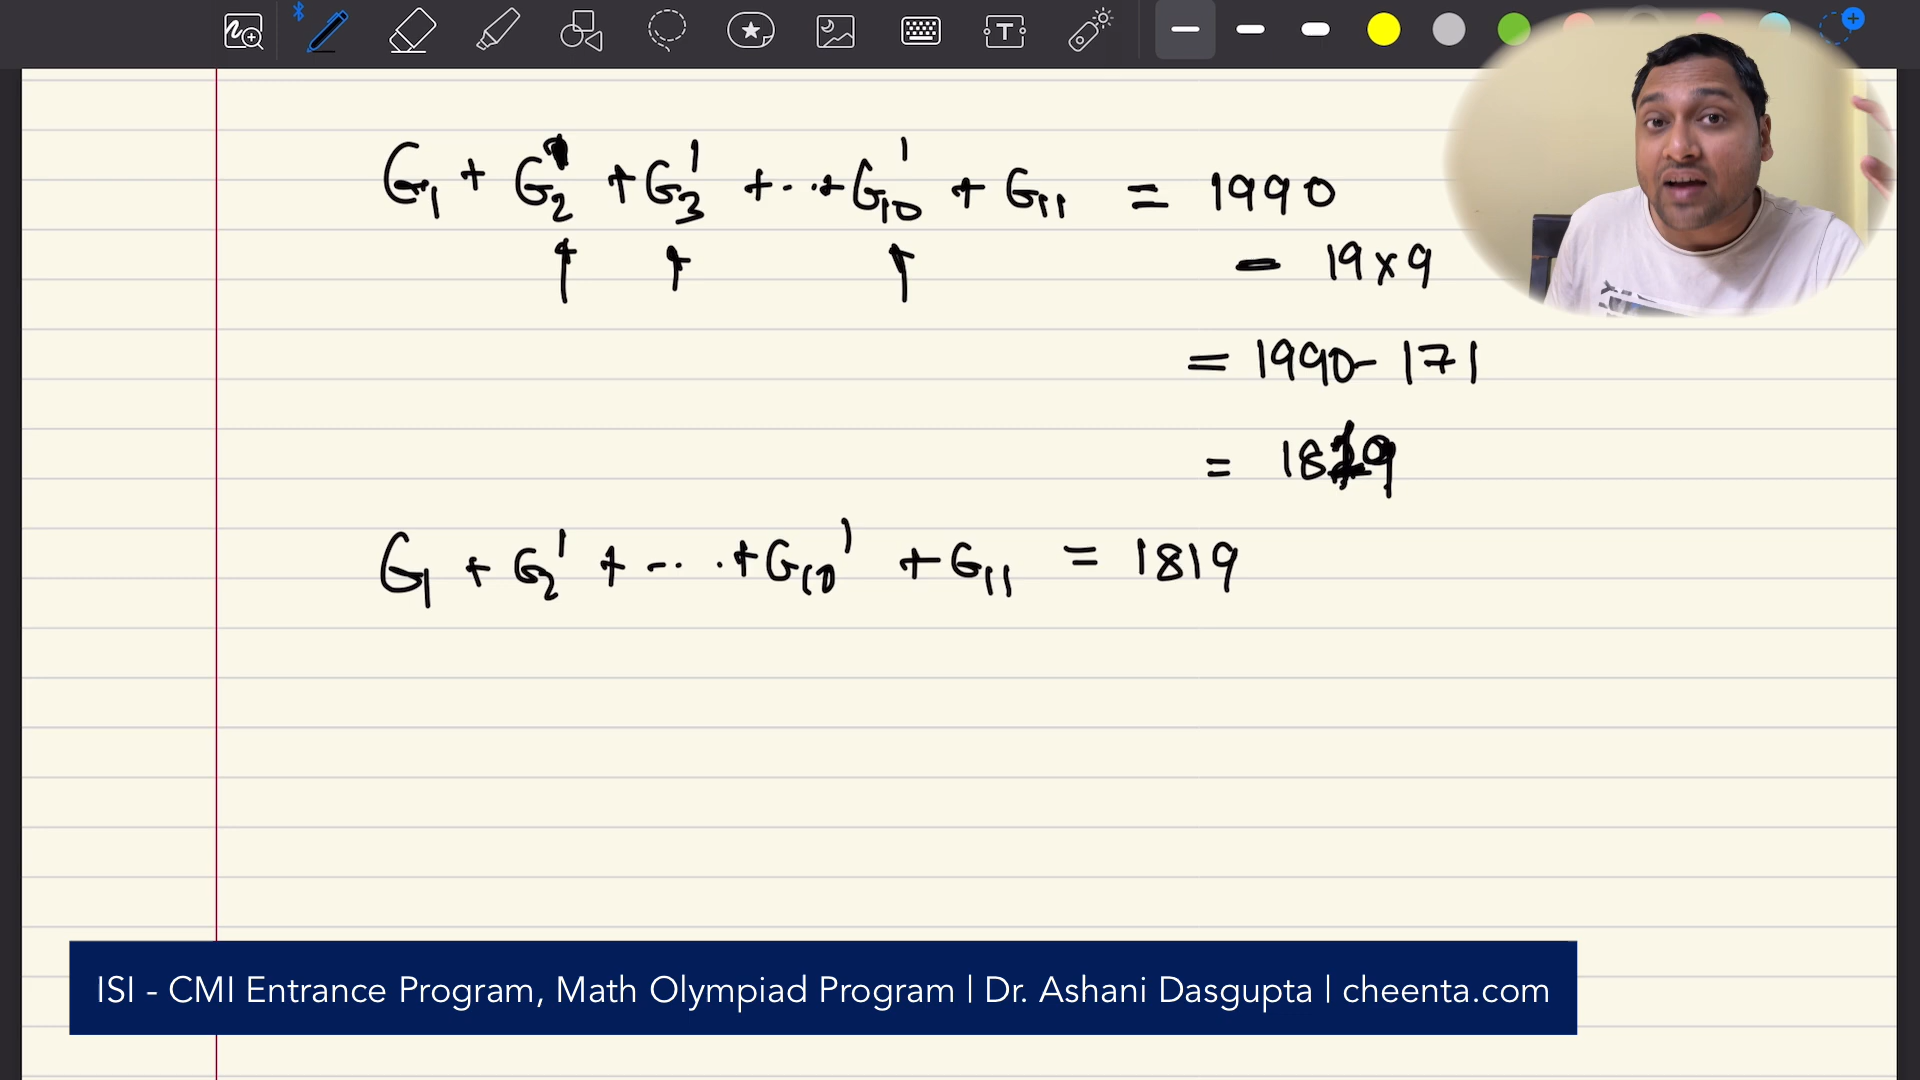 G₁ + G₂' + G₃' + ··· + G₁₀' + G₁₁ = 1990
− 19 × 9
= 1990 − 171
= 1819
G₁ + G₂' + ··· + G₁₀' + G₁₁ = 1819
ISI - CMI Entrance Program, Math Olympiad Program | Dr. Ashani Dasgupta | cheenta.com